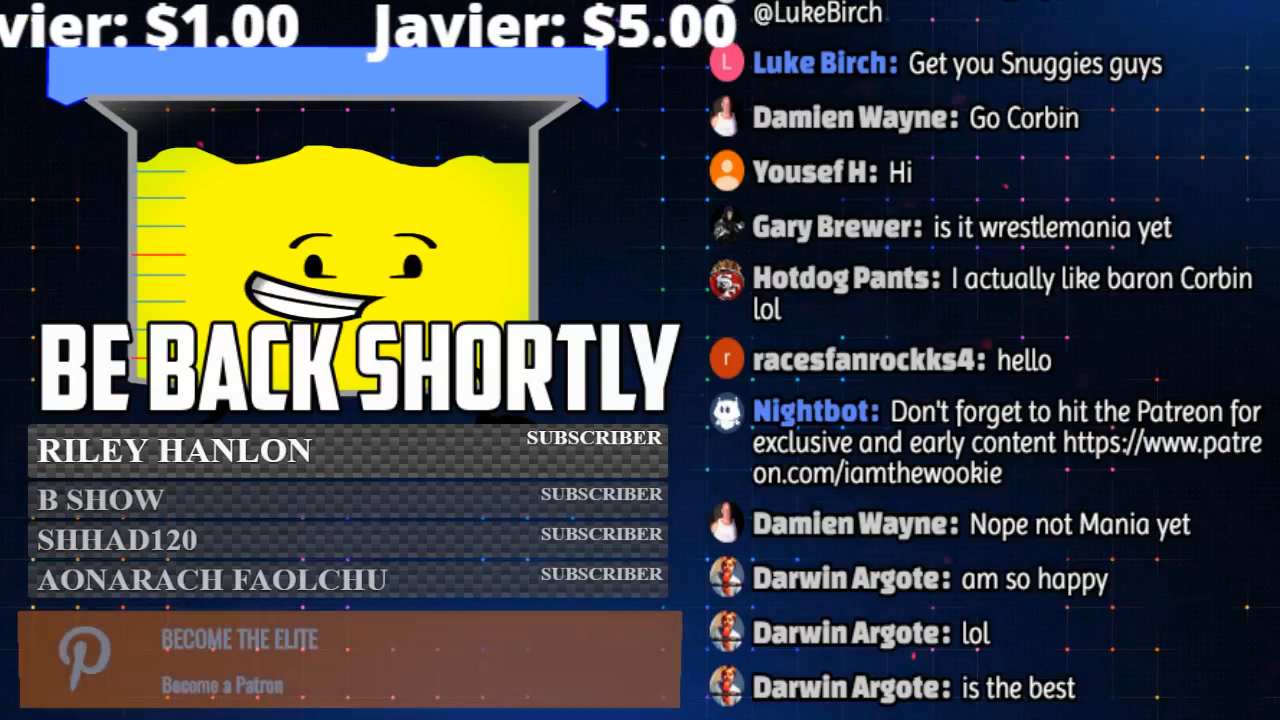 vier: $1.00 Javier: $5.00
BE BACK SHORTLY
RILEY HANLON SUBSCRIBER
B SHOW SUBSCRIBER
SHHAD120 SUBSCRIBER
AONARACH FAOLCHU SUBSCRIBER
BECOME THE ELITE
Become a Patron
@LukeBirch
Luke Birch: Get you Snuggies guys
Damien Wayne: Go Corbin
Yousef H: Hi
Gary Brewer: is it wrestlemania yet
Hotdog Pants: I actually like baron Corbin
lol
r racesfanrockks4: hello
Nightbot: Don't forget to hit the Patreon for
exclusive and early content https://www.patre
on.com/iamthewookie
Damien Wayne: Nope not Mania yet
Darwin Argote: am so happy
Darwin Argote: lol
Darwin Argote: is the best